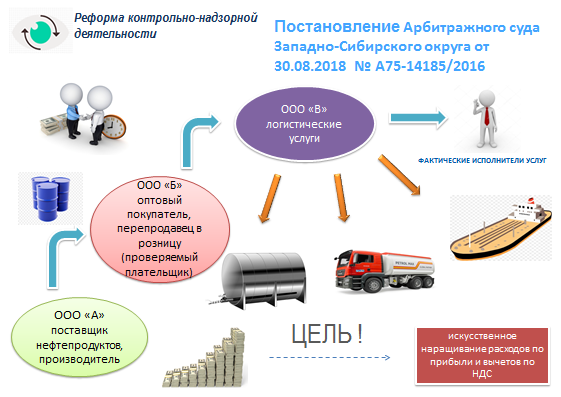 Реформа контрольно-надзорной
деятельности
Постановление Арбитражного суда
Западно-Сибирского округа от
30.08.2018 № А75-14185/2016
ООО «В»
логистические
услуги
ФАКТИЧЕСКИЕ ИСПОЛНИТЕЛИ УСЛУГ
ООО «Б»
оптовый
покупатель,
перепродавец в
розницу
(проверяемый
плательщик)
ООО «А»
поставщик
нефтепродуктов,
производитель
ЦЕЛЬ !
искусственное
наращивание расходов по
прибыли и вычетов по
НДС